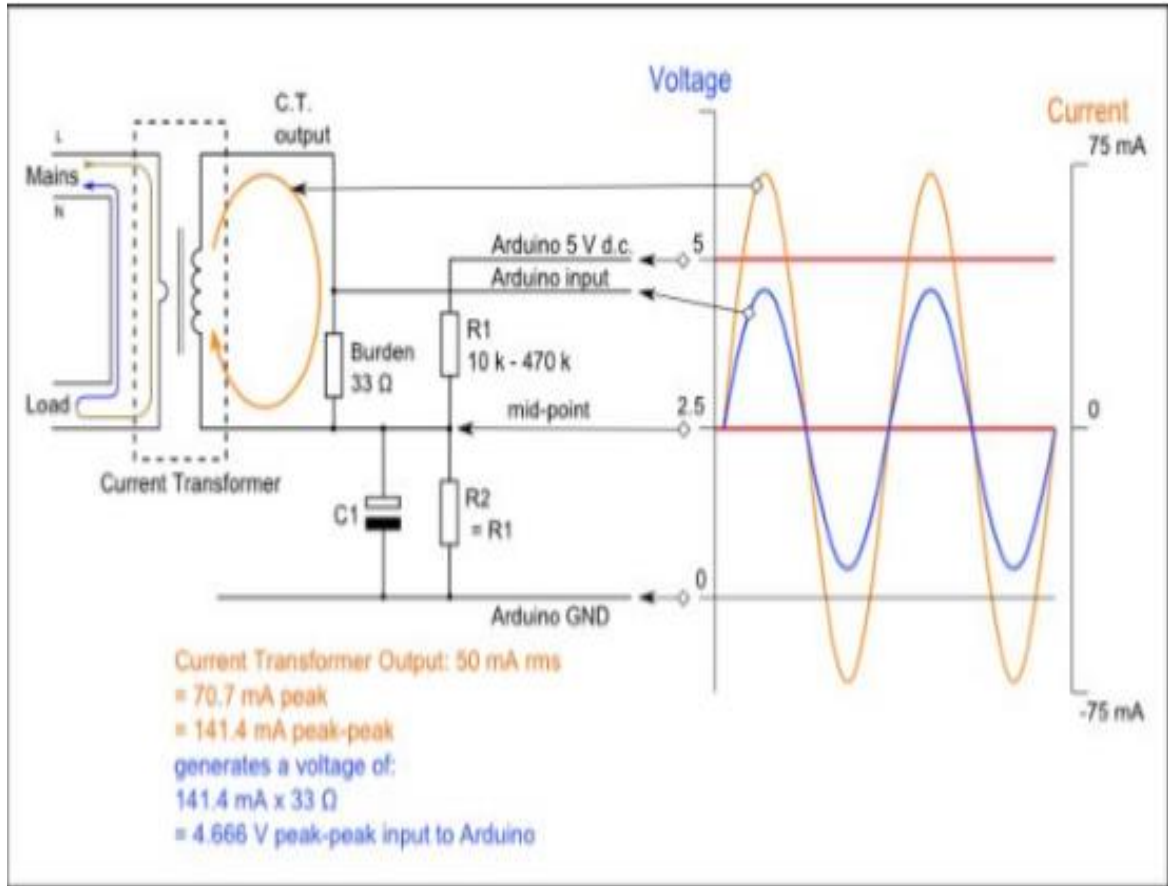 Voltage
Current
C.T.
output
75 mA
L
Mains
N
Arduino 5 V d.c.
5
Arduino input
R1
10 k - 470 k
Burden
33 Ω
Load
mid-point
2.5
0
Current Transformer
C1
R2
= R1
0
Arduino GND
Current Transformer Output: 50 mA rms
= 70.7 mA peak
= 141.4 mA peak-peak
generates a voltage of:
141.4 mA x 33 Ω
= 4.666 V peak-peak input to Arduino
-75 mA